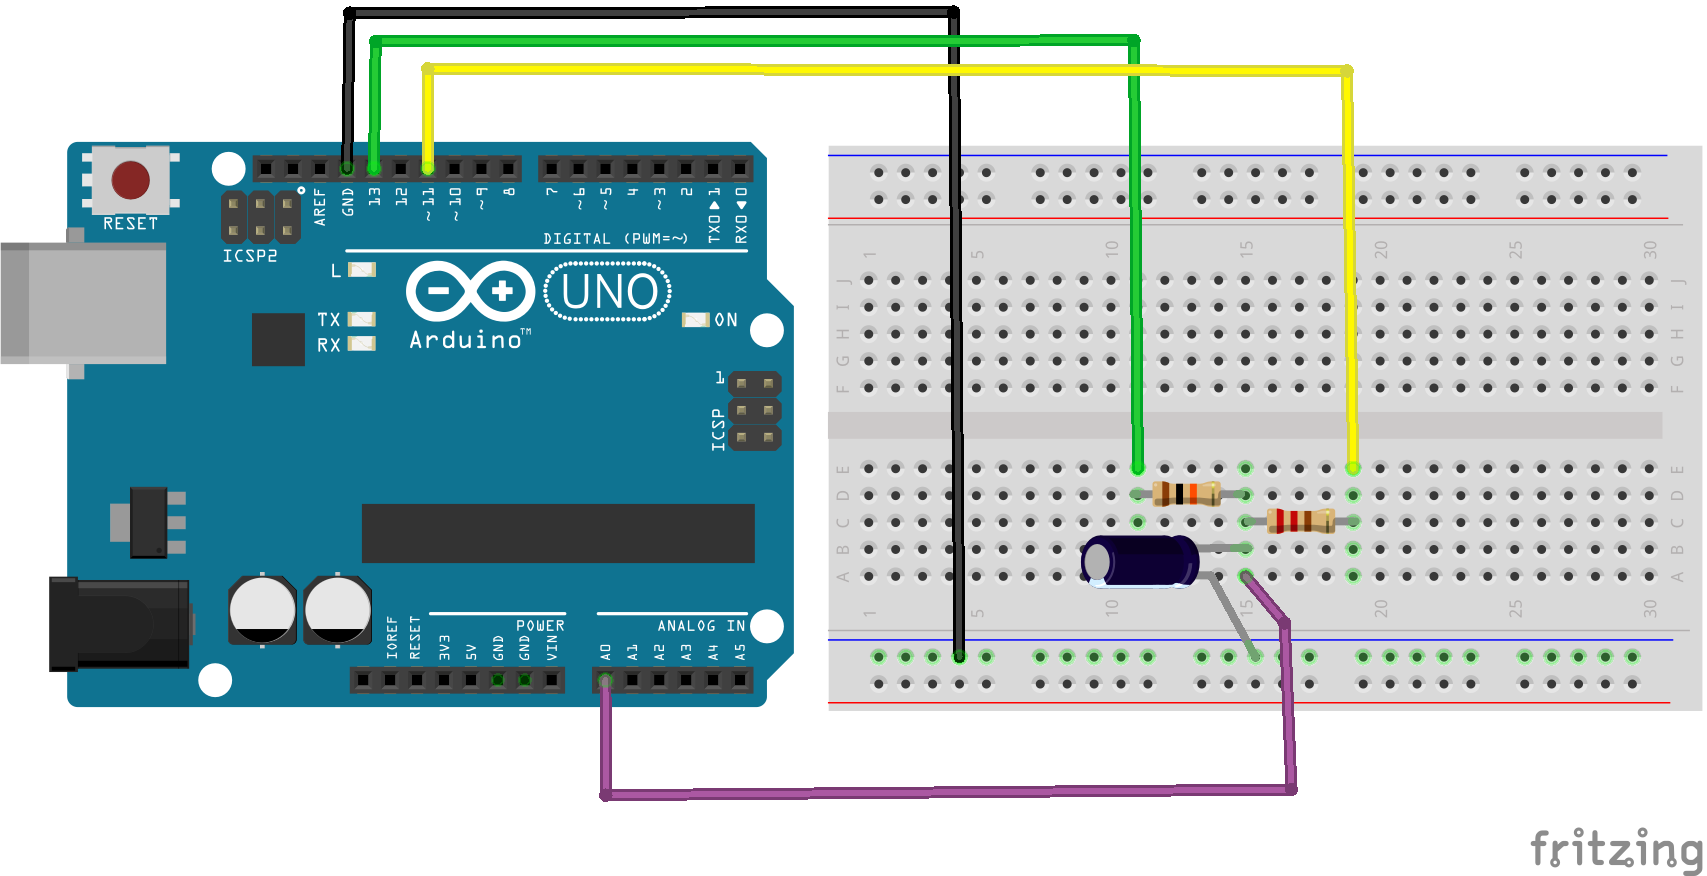 RESET
ICSP2
AREF
GND
13
12
~11
~10
~9
8
7
~6
~5
4
~3
2
TX0▶1
RX0◀0
DIGITAL (PWM=~)
L
TX
RX
Arduino™
UNO
ON
1
ICSP
IOREF
RESET
3V3
5V
GND
GND
VIN
POWER
A0
A1
A2
A3
A4
A5
ANALOG IN
1 5 10 15 20 25 30
J J
I I
H H
G G
F F
E E
D D
C C
B B
A A
1 5 10 15 20 25 30
fritzing